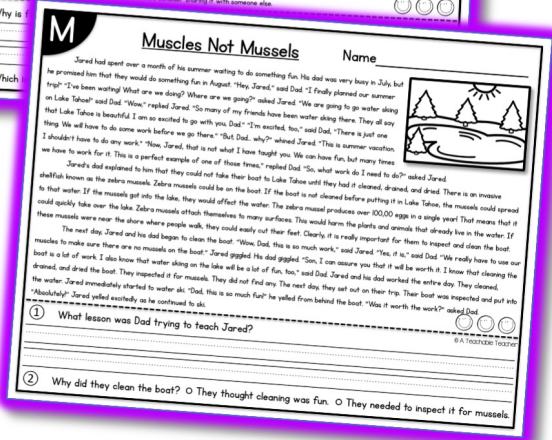 sharing it with someone else.
Why is
Which i
M
Muscles Not Mussels
Name
Jared had spent over a month of his summer waiting to do something fun. His dad was very busy in July, but
he promised him that they would do something fun in August. "Hey, Jared," said Dad. "I finally planned our summer
trip!" "I've been waiting! What are we doing? Where are we going?" asked Jared. "We are going to go water skiing
on Lake Tahoe!" said Dad. "Wow," replied Jared. "So many of my friends have been water skiing there. They all say
that Lake Tahoe is beautiful. I am so excited to go with you, Dad." "I'm excited, too," said Dad, "There is just one
thing. We will have to do some work before we go there." "But, Dad... why?" whined Jared. "This is summer vacation.
I shouldn't have to do any work." "Now, Jared, that is not what I have taught you. We can have fun, but many times
we have to work for it. This is a perfect example of one of those times," replied Dad. "So, what work do I need to do?" asked Jared.
Jared's dad explained to him that they could not take their boat to Lake Tahoe until they had it cleaned, drained, and dried. There is an invasive
shellfish known as the zebra mussels. Zebra mussels could be on the boat. If the boat is not cleaned before putting it in Lake Tahoe, the mussels could spread
to that water. If the mussels got into the lake, they would affect the water. The zebra mussel produces over 100,00 eggs in a single year! That means that it
could quickly take over the lake. Zebra mussels attach themselves to many surfaces. This would harm the plants and animals that already live in the water. If
these mussels were near the shore where people walk, they could easily cut their feet. Clearly, it is really important for them to inspect and clean the boat.
The next day, Jared and his dad began to clean the boat. "Wow, Dad, this is so much work," said Jared. "Yes, it is," said Dad. "We really have to use our
muscles to make sure there are no mussels on the boat." Jared giggled. His dad giggled. "Son, I can assure you that it will be worth it. I know that cleaning the
boat is a lot of work. I also know that water skiing on the lake will be a lot of fun, too," said Dad. Jared and his dad worked the entire day. They cleaned,
drained, and dried the boat. They inspected it for mussels. They did not find any. The next day, they set out on their trip. Their boat was inspected and put into
the water. Jared immediately started to water ski. "Dad, this is so much fun!" he yelled from behind the boat. "Was it worth the work?" asked Dad.
"Absolutely!" Jared yelled excitedly as he continued to ski.
© A Teachable Teacher
1 What lesson was Dad trying to teach Jared?
2 Why did they clean the boat? O They thought cleaning was fun. O They needed to inspect it for mussels.